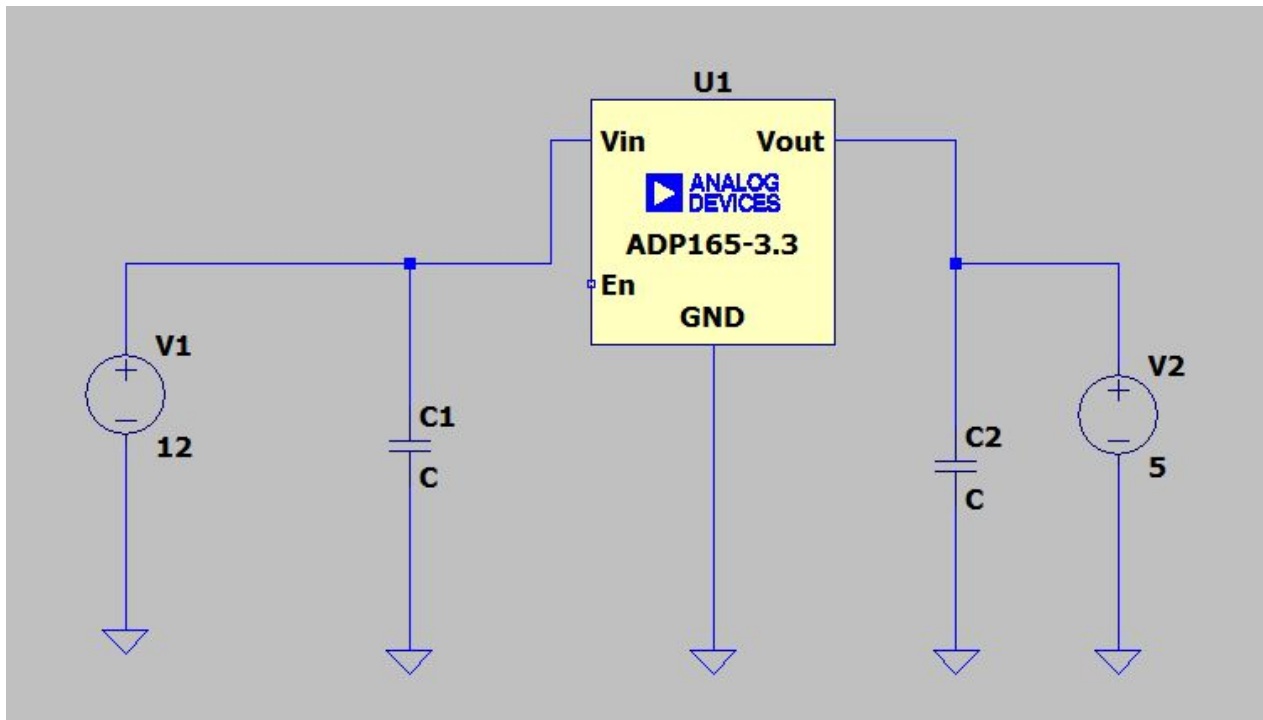 U1
Vin Vout
ANALOG
DEVICES
ADP165-3.3
En
GND
V1
12
C1
C
C2
C
V2
5